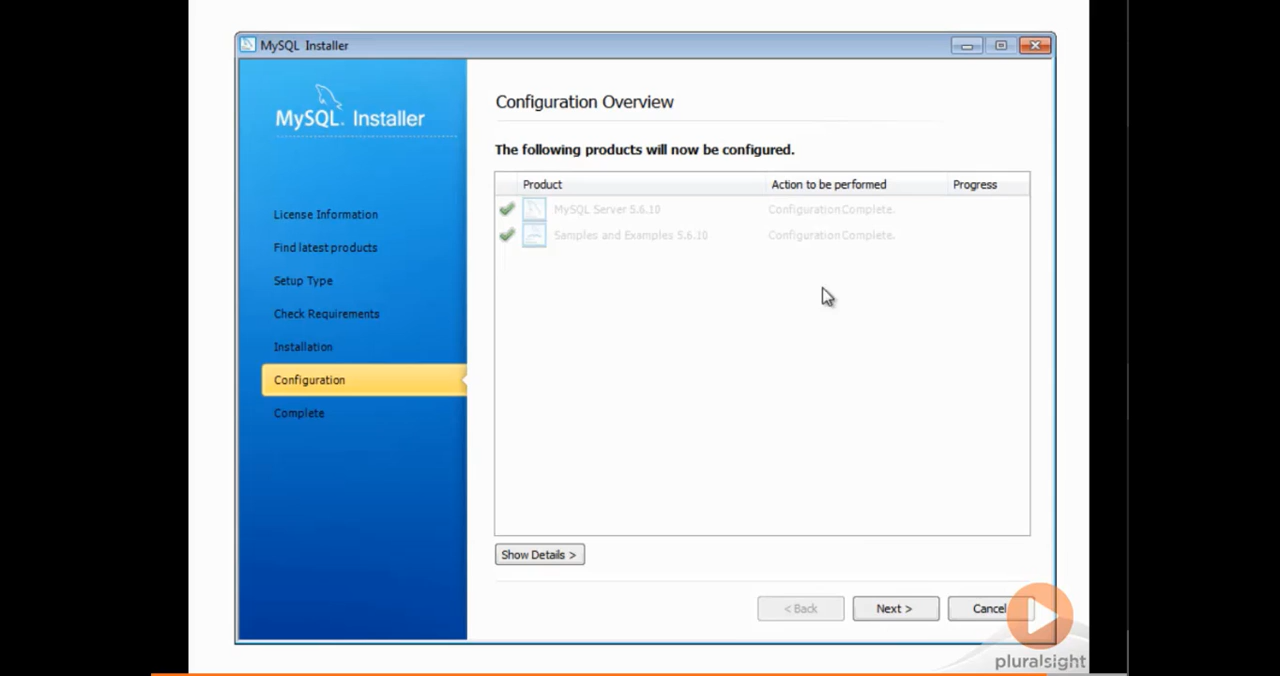 MySQL Installer
MySQL. Installer
License Information
Find latest products
Setup Type
Check Requirements
Installation
Configuration
Complete
Configuration Overview
The following products will now be configured.
Product Action to be performed Progress
MySQL Server 5.6.10 Configuration Complete.
Samples and Examples 5.6.10 Configuration Complete.
Show Details >
< Back Next > Cancel
pluralsight